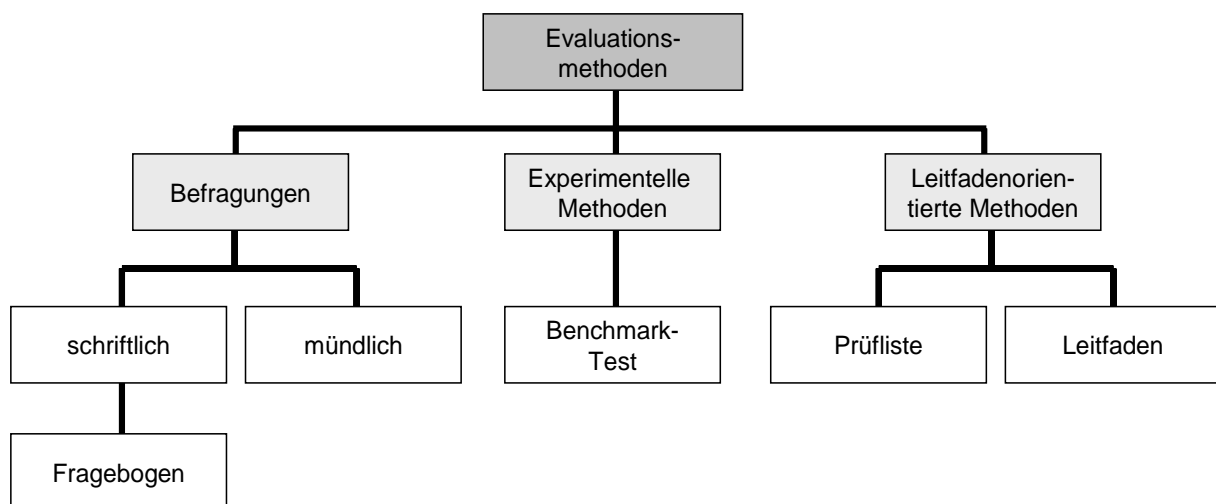 Evaluations-
methoden
Befragungen
Experimentelle
Methoden
Leitfadenorien-
tierte Methoden
schriftlich
mündlich
Benchmark-
Test
Prüfliste
Leitfaden
Fragebogen